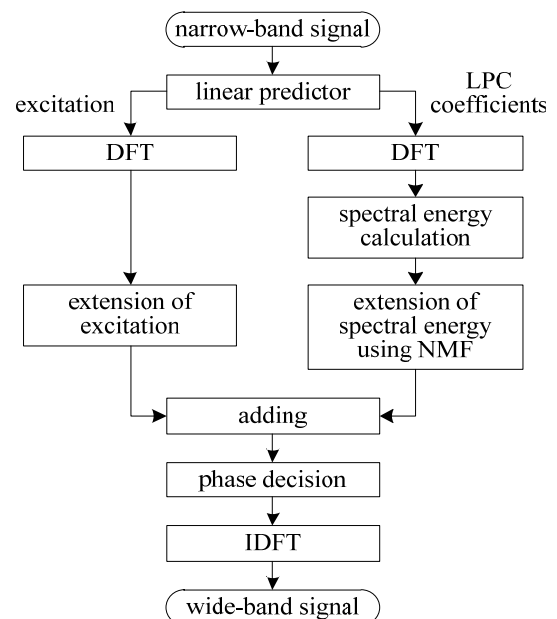 narrow-band signal
linear predictor
excitation
LPC
coefficients
DFT
DFT
spectral energy
calculation
extension of
excitation
extension of
spectral energy
using NMF
adding
phase decision
IDFT
wide-band signal